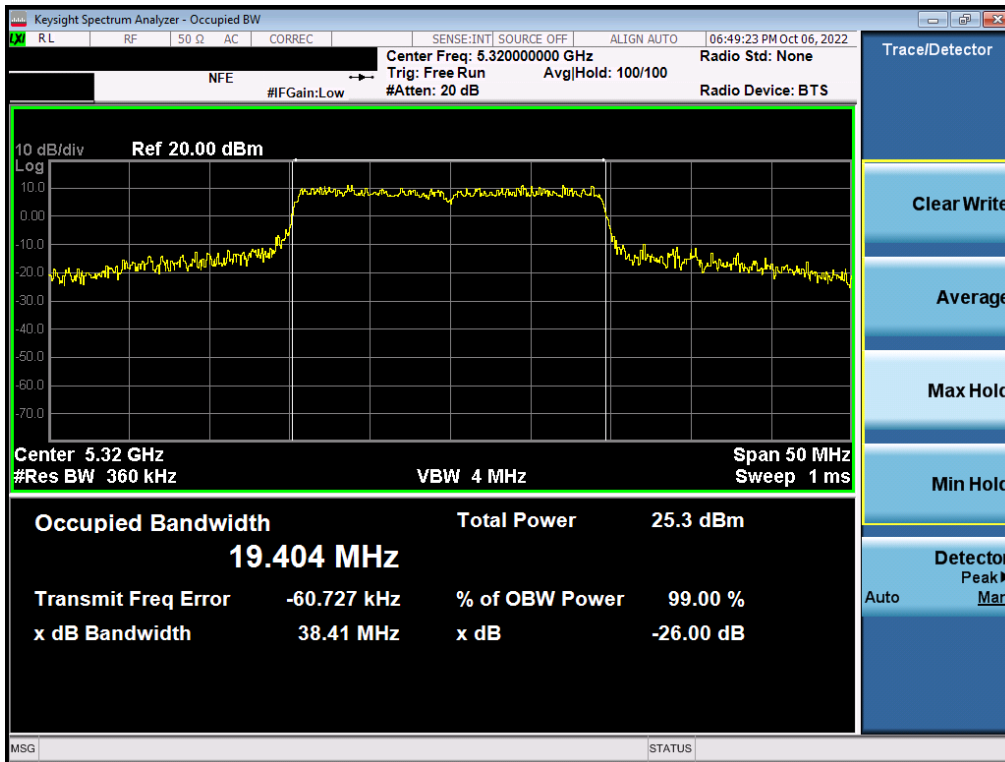 Keysight Spectrum Analyzer - Occupied BW
LXI RL RF 50 Ω AC CORREC SENSE:INT SOURCE OFF ALIGN AUTO 06:49:23 PM Oct 06, 2022
Center Freq: 5.320000000 GHz Radio Std: None
NFE Trig: Free Run Avg|Hold: 100/100
#IFGain:Low #Atten: 20 dB Radio Device: BTS
10 dB/div Ref 20.00 dBm
Log
10.0
0.00
-10.0
-20.0
-30.0
-40.0
-50.0
-60.0
-70.0
Center 5.32 GHz Span 50 MHz
#Res BW 360 kHz VBW 4 MHz Sweep 1 ms
Occupied Bandwidth Total Power 25.3 dBm
19.404 MHz
Transmit Freq Error -60.727 kHz % of OBW Power 99.00 %
x dB Bandwidth 38.41 MHz x dB -26.00 dB
MSG STATUS
Trace/Detector
Clear Write
Average
Max Hold
Min Hold
Detector
Peak
Auto Man